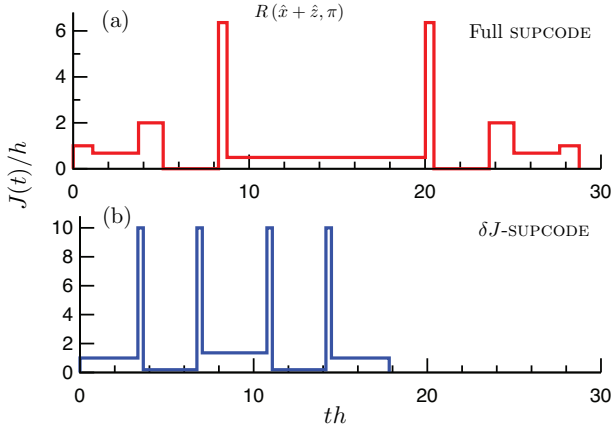 R (x̂ + ẑ, π)
(a)
Full SUPCODE
6
4
2
0
0
10
20
30
J(t)/h
(b)
δJ-SUPCODE
10
8
6
4
2
0
0
10
20
30
th